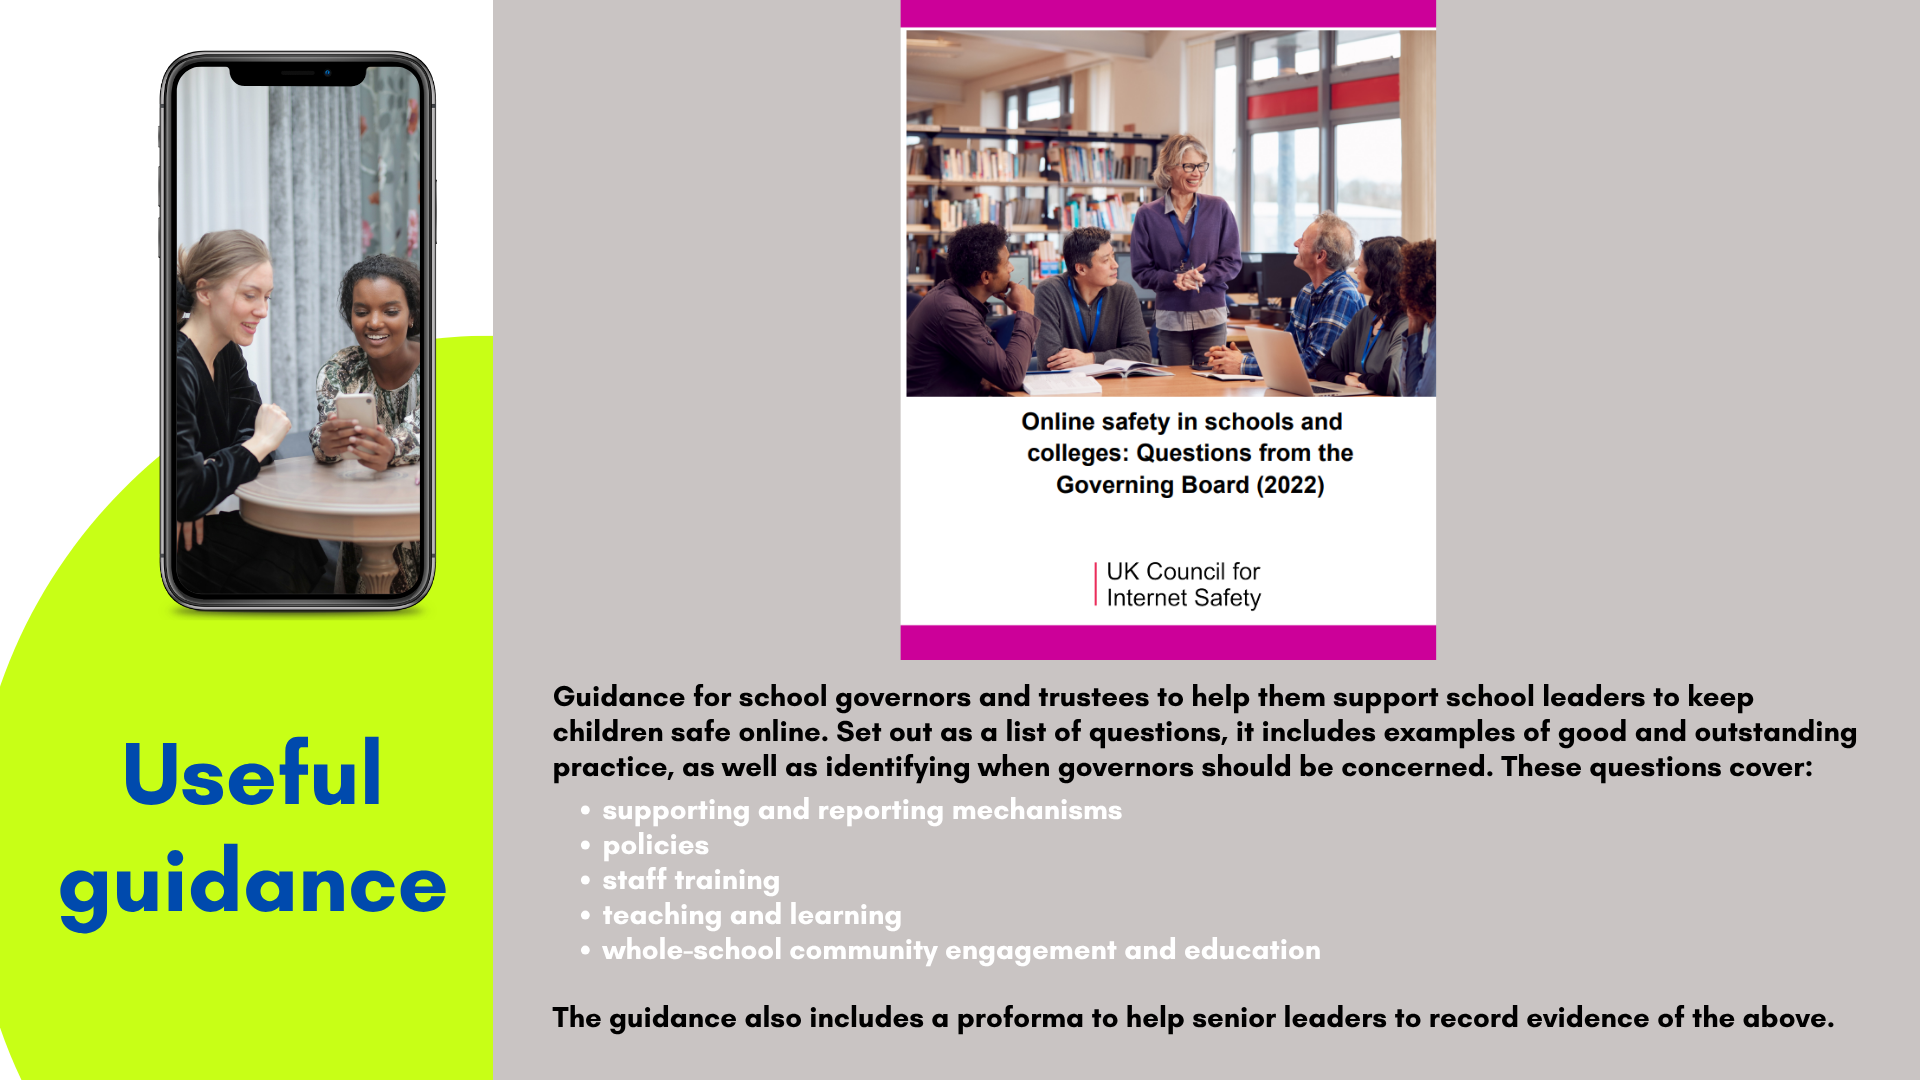 Useful
guidance
Online safety in schools and
colleges: Questions from the
Governing Board (2022)
UK Council for
Internet Safety
Guidance for school governors and trustees to help them support school leaders to keep
children safe online. Set out as a list of questions, it includes examples of good and outstanding
practice, as well as identifying when governors should be concerned. These questions cover:
• supporting and reporting mechanisms
• policies
• staff training
• teaching and learning
• whole-school community engagement and education
The guidance also includes a proforma to help senior leaders to record evidence of the above.